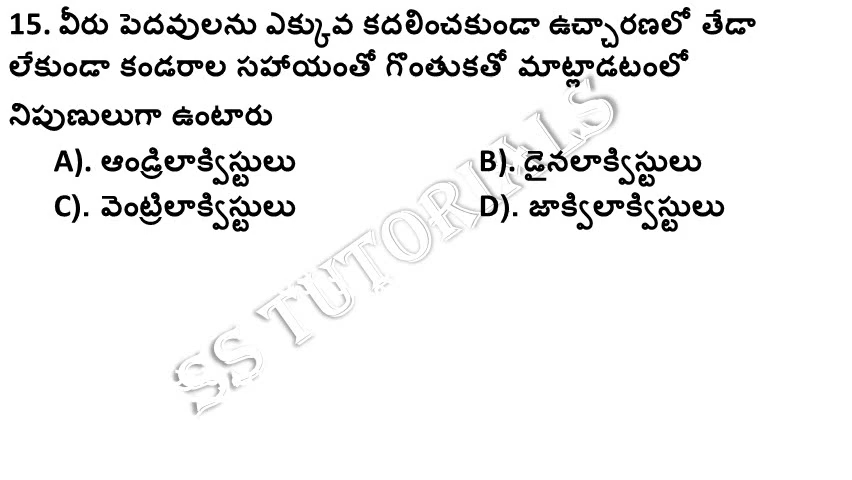 15. వీరు పెదవులను ఎక్కువ కదలించకుండా ఉచ్చారణలో తేడా
లేకుండా కండరాల సహాయంతో గొంతుకతో మాట్లాడటంలో
నిపుణులుగా ఉంటారు
A). ఆండ్రిలాక్విస్టులు B). డైనలాక్విస్టులు
C). వెంట్రిలాక్విస్టులు D). జాక్విలాక్విస్టులు
SS TUTORIALS